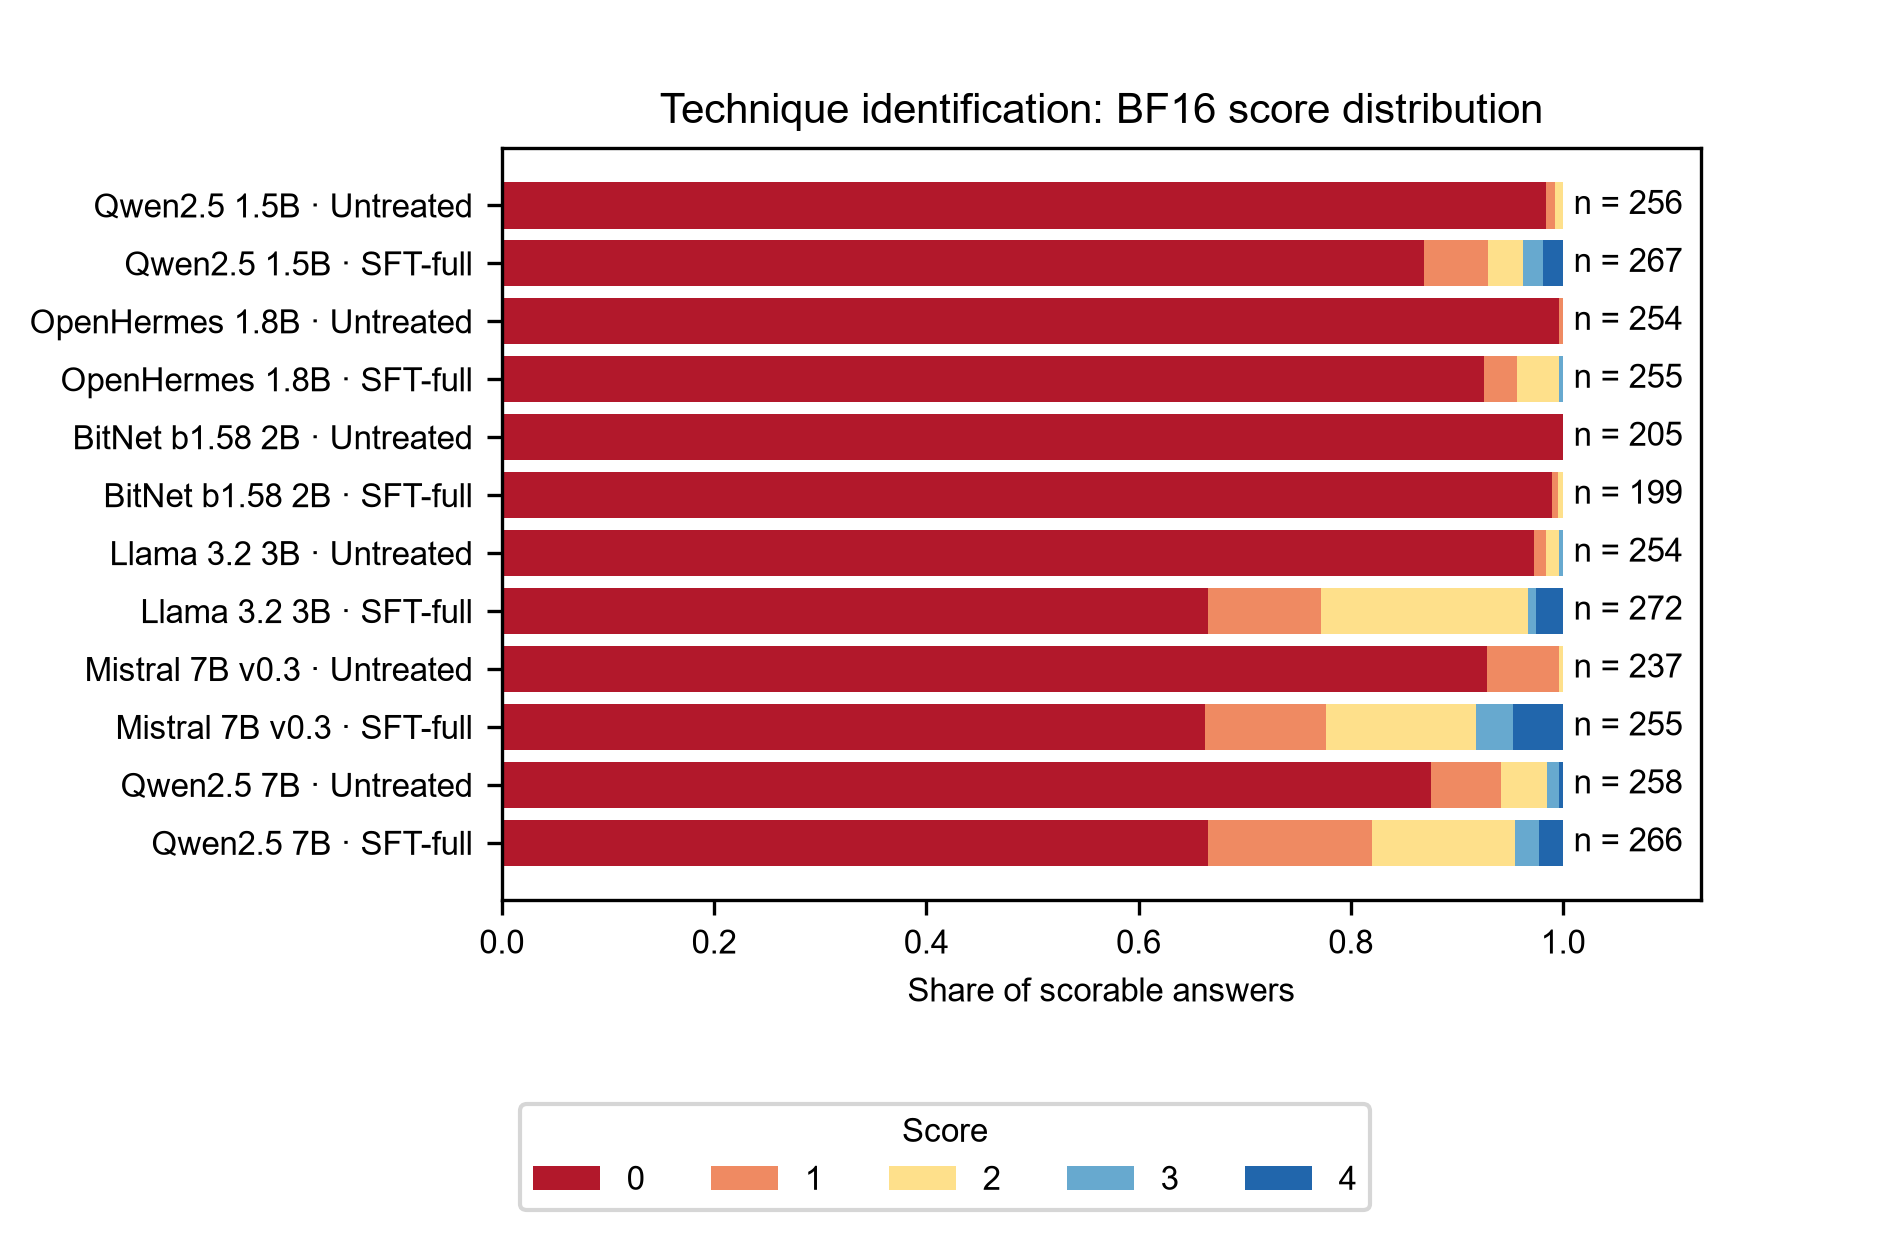 Technique identification: BF16 score distribution
Qwen2.5 1.5B · Untreated n = 256
Qwen2.5 1.5B · SFT-full n = 267
OpenHermes 1.8B · Untreated n = 254
OpenHermes 1.8B · SFT-full n = 255
BitNet b1.58 2B · Untreated n = 205
BitNet b1.58 2B · SFT-full n = 199
Llama 3.2 3B · Untreated n = 254
Llama 3.2 3B · SFT-full n = 272
Mistral 7B v0.3 · Untreated n = 237
Mistral 7B v0.3 · SFT-full n = 255
Qwen2.5 7B · Untreated n = 258
Qwen2.5 7B · SFT-full n = 266
0.0 0.2 0.4 0.6 0.8 1.0
Share of scorable answers
Score
0 1 2 3 4